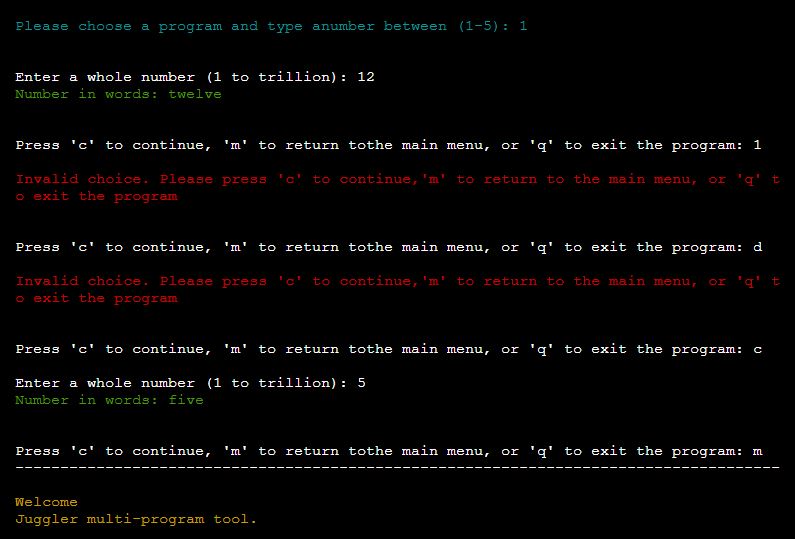 Please choose a program and type anumber between (1-5): 1
Enter a whole number (1 to trillion): 12
Number in words: twelve
Press 'c' to continue, 'm' to return tothe main menu, or 'q' to exit the program: 1
Invalid choice. Please press 'c' to continue,'m' to return to the main menu, or 'q' t
o exit the program
Press 'c' to continue, 'm' to return tothe main menu, or 'q' to exit the program: d
Invalid choice. Please press 'c' to continue,'m' to return to the main menu, or 'q' t
o exit the program
Press 'c' to continue, 'm' to return tothe main menu, or 'q' to exit the program: c
Enter a whole number (1 to trillion): 5
Number in words: five
Press 'c' to continue, 'm' to return tothe main menu, or 'q' to exit the program: m
-------------------------------------------------------------------------------------
Welcome
Juggler multi-program tool.